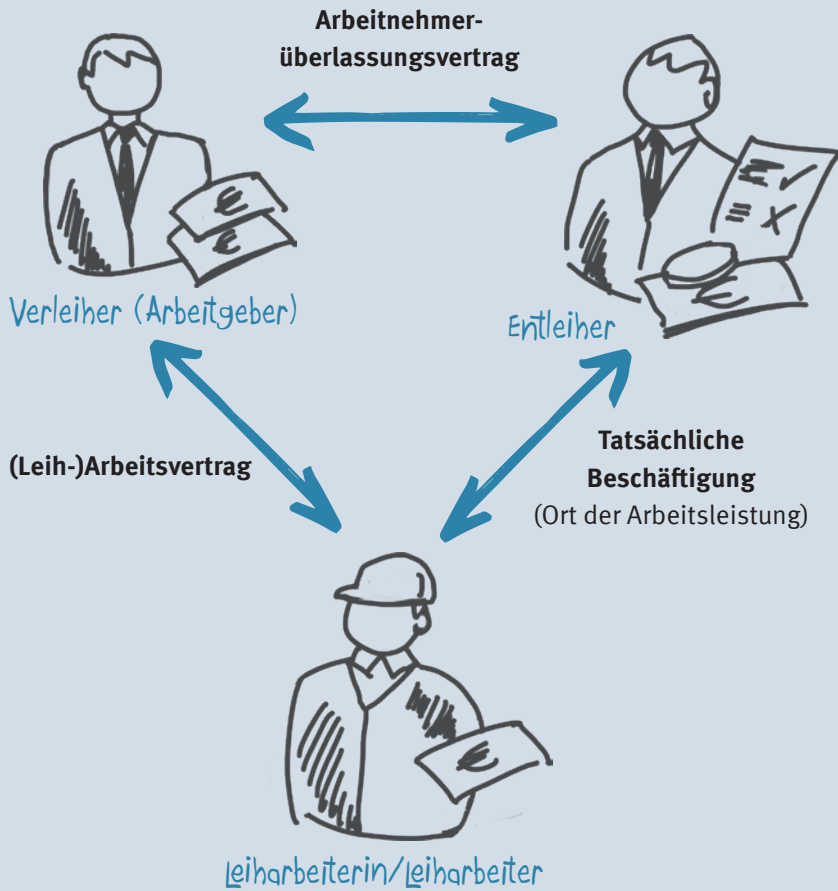 Arbeitnehmer-
überlassungsvertrag
€
€
€
Verleiher (Arbeitgeber)
Entleiher
(Leih-)Arbeitsvertrag
Tatsächliche
Beschäftigung
(Ort der Arbeitsleistung)
€
Leiharbeiterin/Leiharbeiter